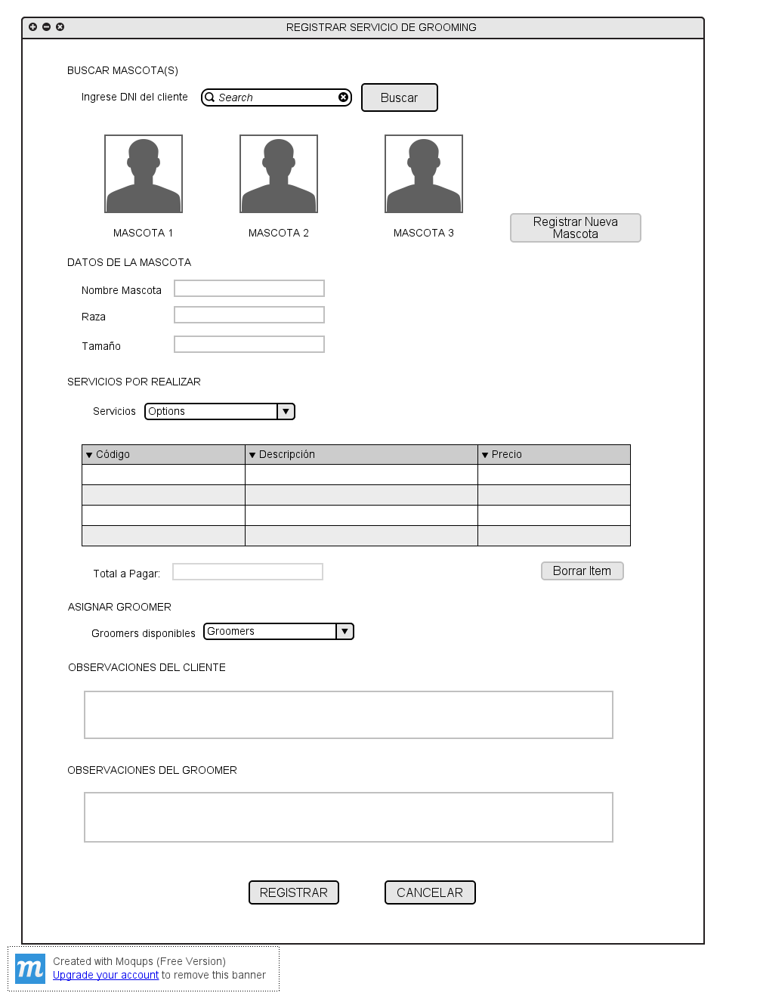 REGISTRAR SERVICIO DE GROOMING
BUSCAR MASCOTA(S)
Ingrese DNI del cliente Search Buscar
MASCOTA 1 MASCOTA 2 MASCOTA 3
Registrar Nueva
Mascota
DATOS DE LA MASCOTA
Nombre Mascota
Raza
Tamaño
SERVICIOS POR REALIZAR
Servicios Options
Código Descripción Precio
Total a Pagar: Borrar Item
ASIGNAR GROOMER
Groomers disponibles Groomers
OBSERVACIONES DEL CLIENTE
OBSERVACIONES DEL GROOMER
REGISTRAR CANCELAR
m
Created with Moqups (Free Version)
Upgrade your account to remove this banner